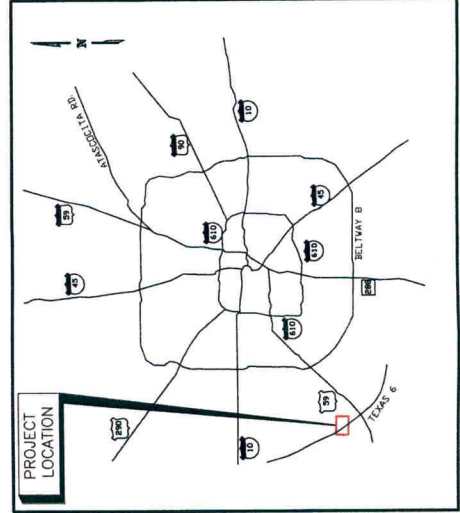 PROJECT
LOCATION
N
ATASCOCITA RD.
59
90
45
10
290
610
10
610
45
610
BELTWAY 8
288
59
TEXAS 6